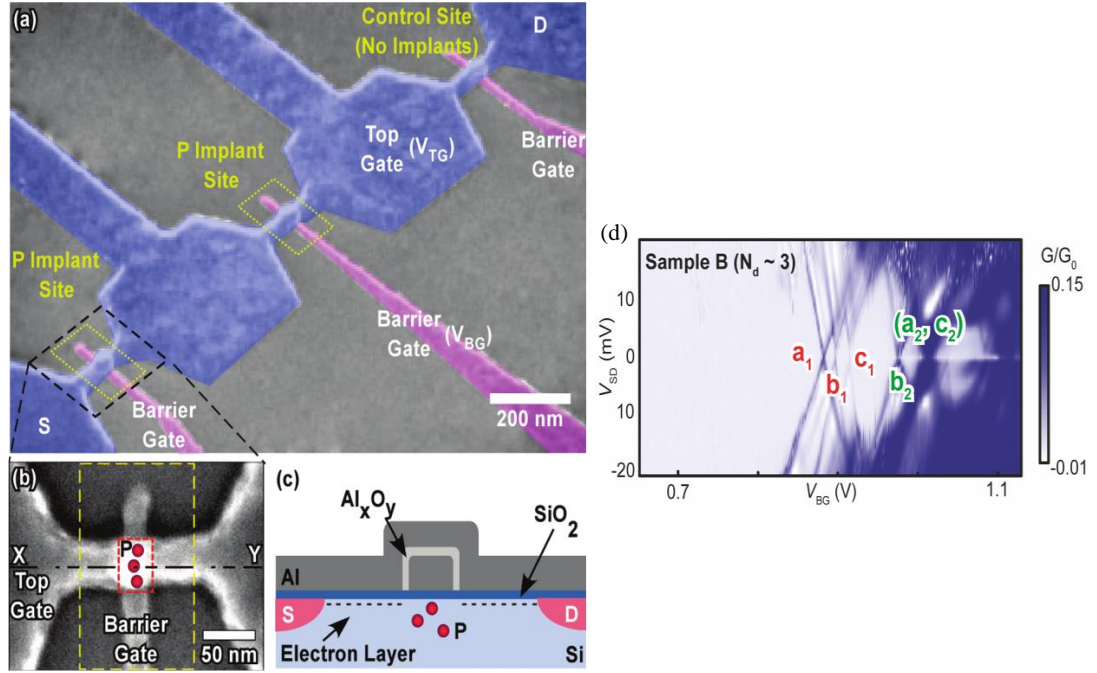 (a)
Control Site
(No Implants)
D
P Implant
Site
Top
Gate (V_TG)
Barrier
Gate
P Implant
Site
Barrier
Gate (V_BG)
S
Barrier
Gate
200 nm
(b)
X
P
Y
Top
Gate
Barrier
Gate
50 nm
(c)
Al_xO_y
SiO_2
Al
S
D
P
Electron Layer
Si
(d)
Sample B (N_d ~ 3)
G/G_0
0.15
-0.01
V_SD (mV)
10
0
10
-20
a_1
b_1
c_1
(a_2, c_2)
b_2
0.7
V_BG (V)
1.1